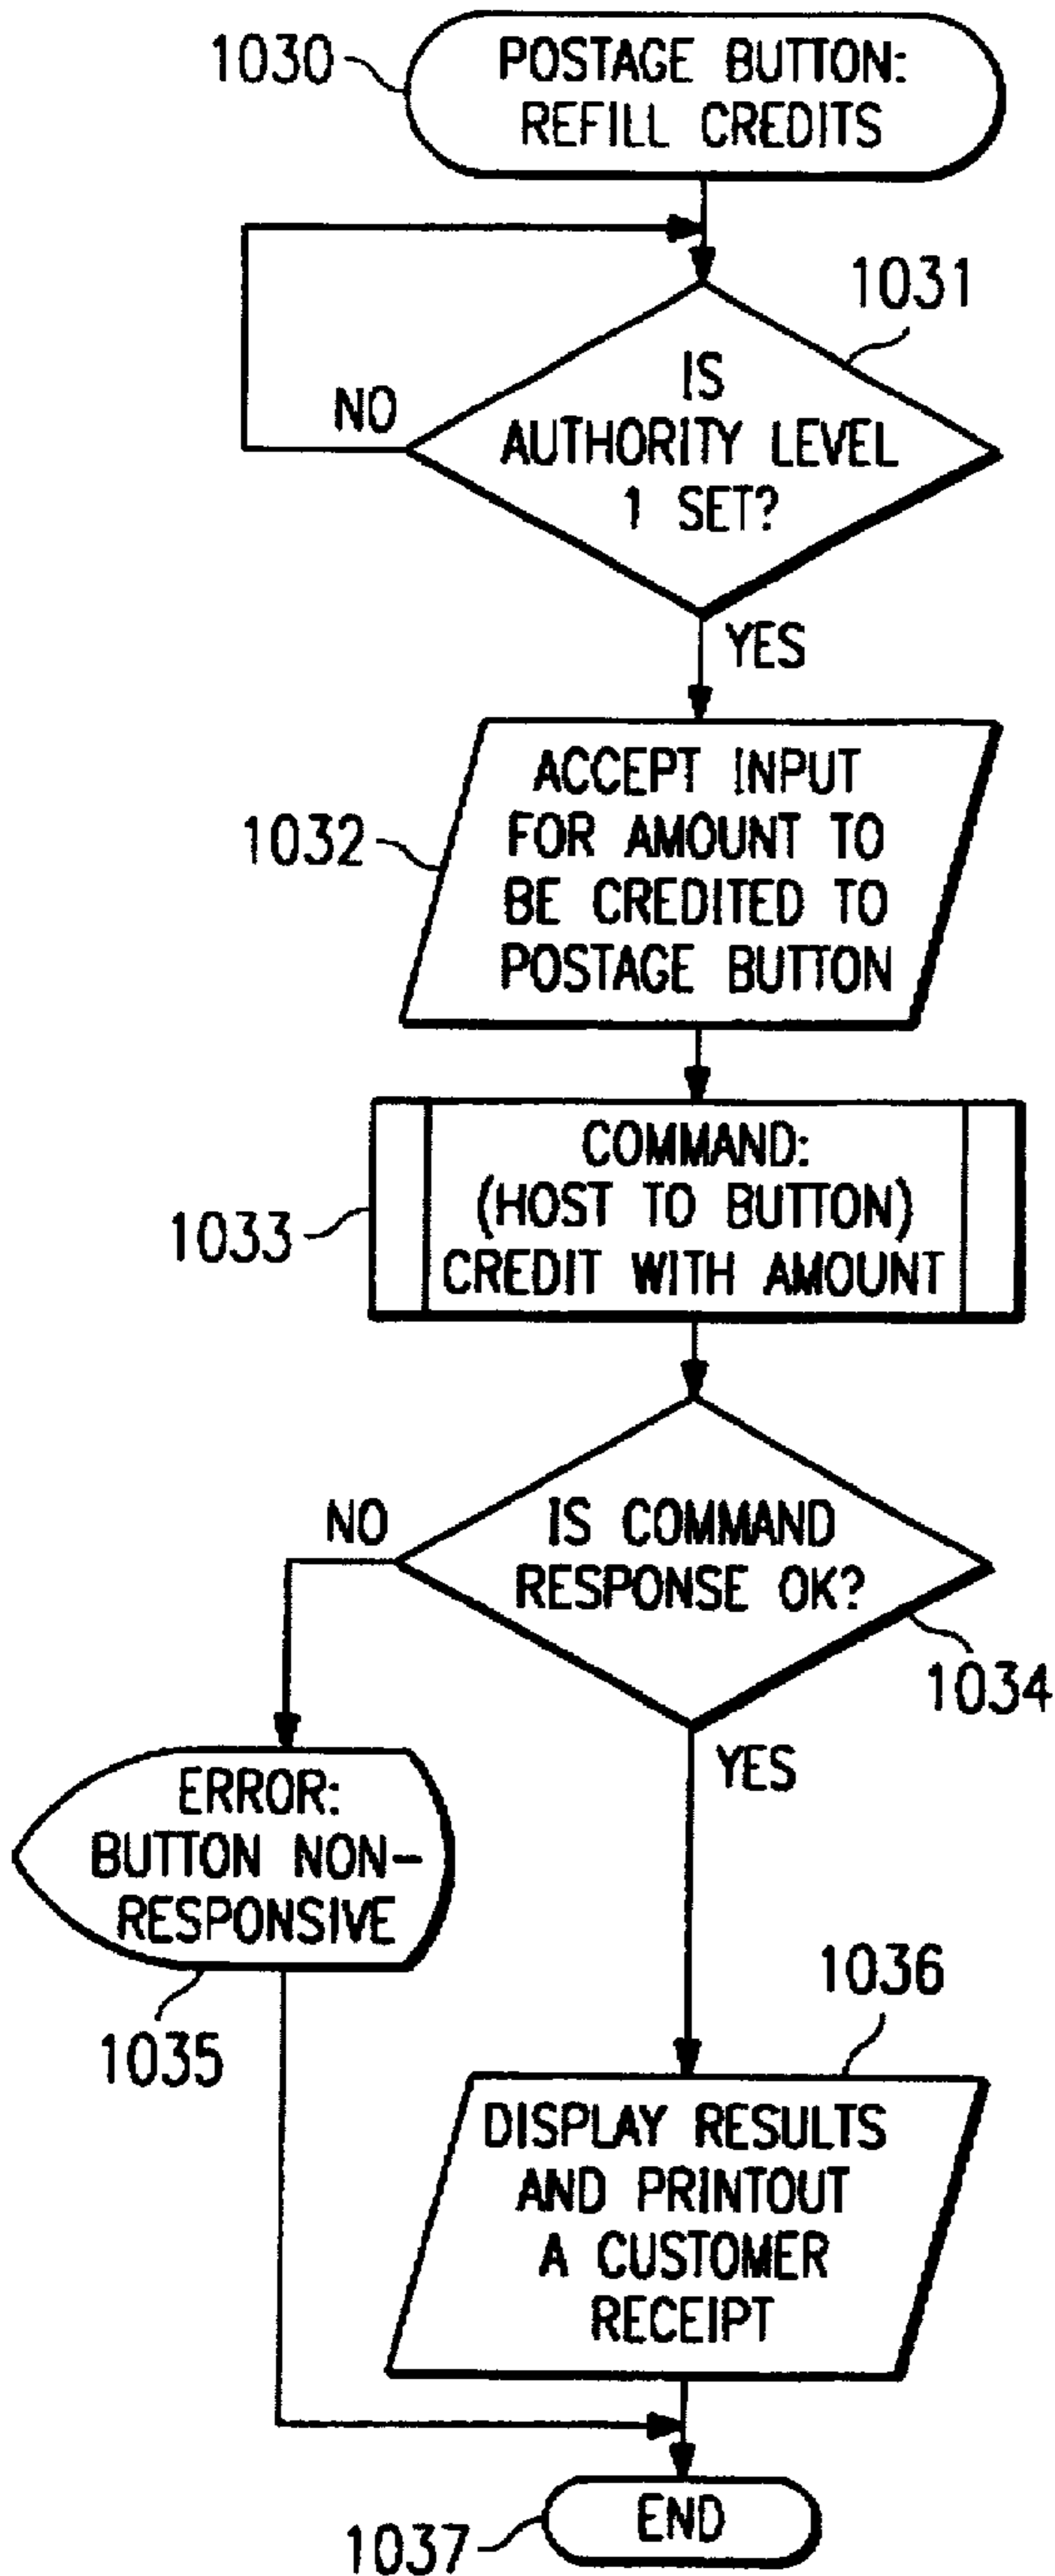 1030
POSTAGE BUTTON:
REFILL CREDITS
1031
IS
AUTHORITY LEVEL
1 SET?
NO
YES
1032
ACCEPT INPUT
FOR AMOUNT TO
BE CREDITED TO
POSTAGE BUTTON
1033
COMMAND:
(HOST TO BUTTON)
CREDIT WITH AMOUNT
NO
IS COMMAND
RESPONSE OK?
1034
YES
ERROR:
BUTTON NON-
RESPONSIVE
1035
1036
DISPLAY RESULTS
AND PRINTOUT
A CUSTOMER
RECEIPT
END
1037